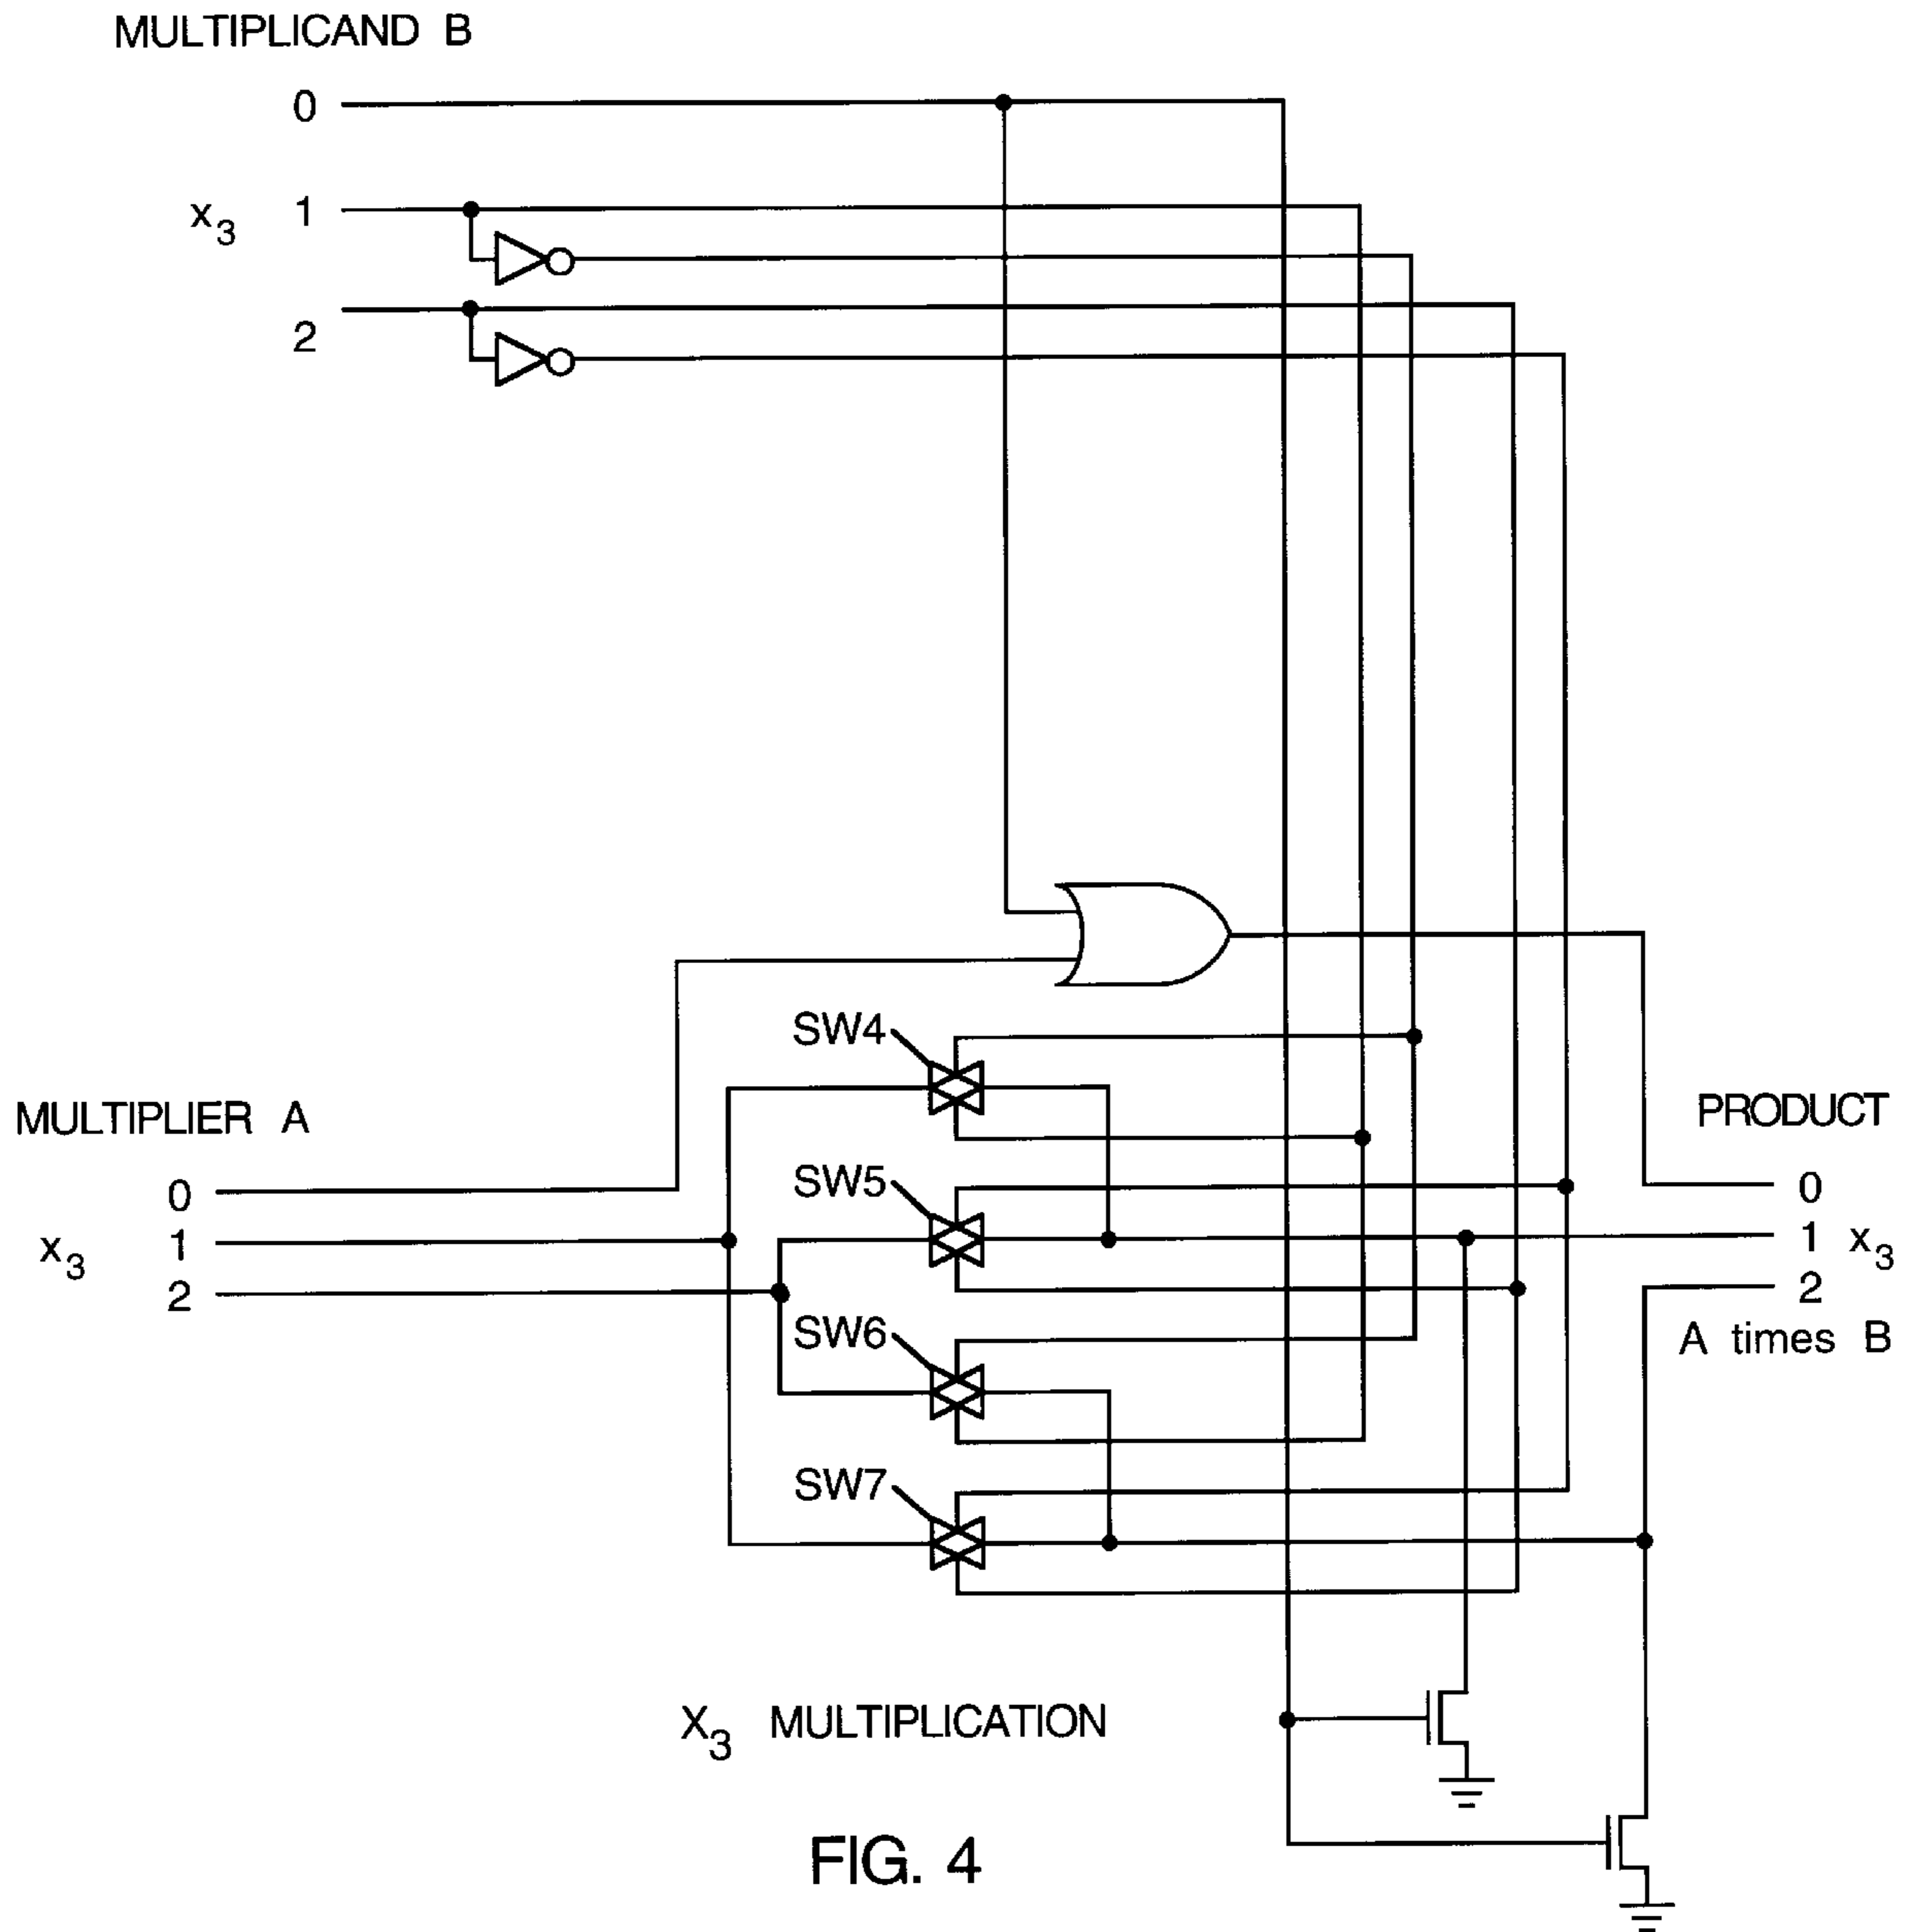 MULTIPLICAND B
0
x3 1
2
SW4
MULTIPLIER A
PRODUCT
SW5
0
0
x3 1
1 x3
2
2
SW6
A times B
SW7
X3 MULTIPLICATION
FIG. 4